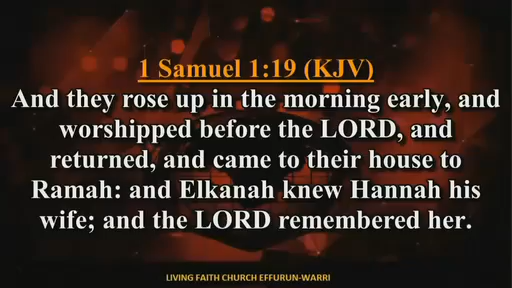 1 Samuel 1:19 (KJV)
And they rose up in the morning early, and
worshipped before the LORD, and
returned, and came to their house to
Ramah: and Elkanah knew Hannah his
wife; and the LORD remembered her.
LIVING FAITH CHURCH EFFURUN-WARRI